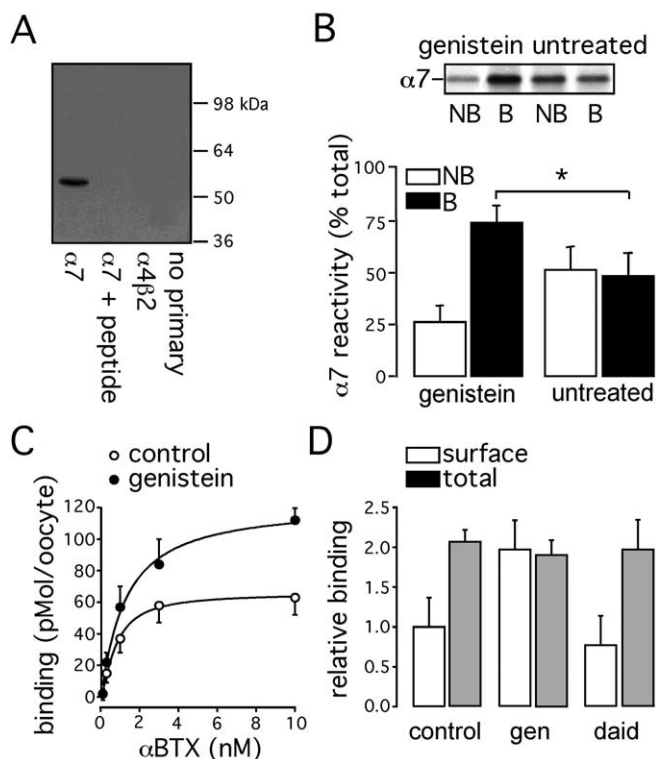 A
98 kDa
64
50
36
α7
α7 + peptide
α4β2
no primary
B
genistein untreated
α7
NB B NB B
α7 reactivity (% total)
100
75
50
25
0
NB
B
*
genistein untreated
C
control
genistein
binding (pMol/oocyte)
120
100
80
60
40
20
0
0 2 4 6 8 10
αBTX (nM)
D
surface
total
relative binding
2.5
2.0
1.5
1.0
0.5
0.0
control gen daid